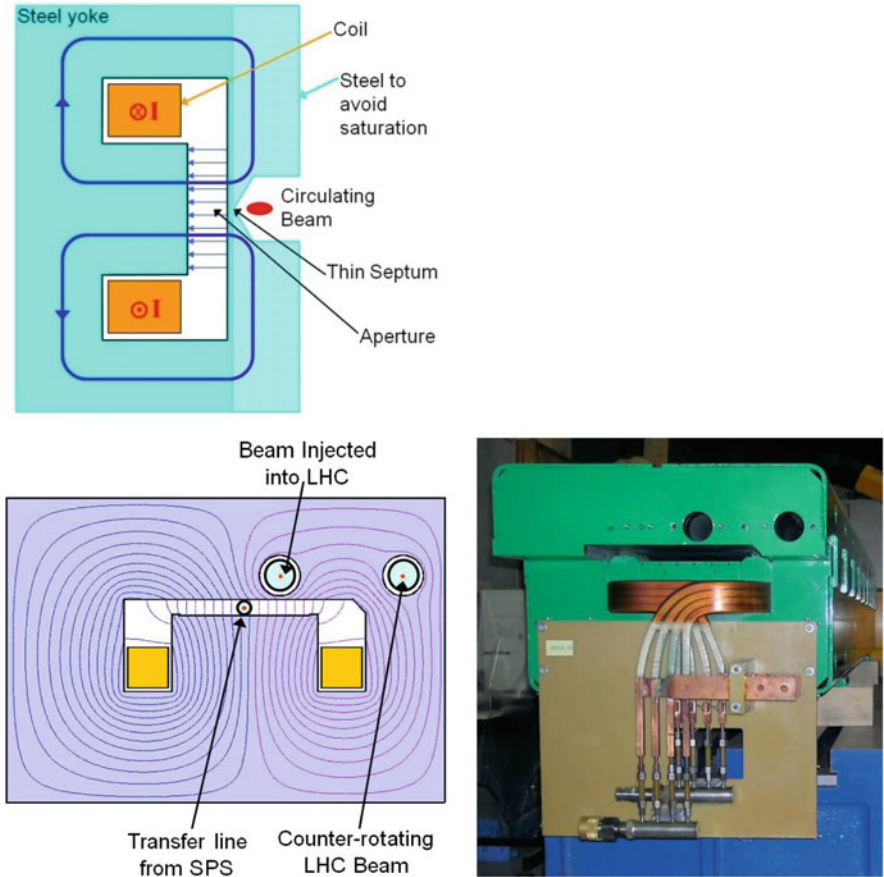 Steel yoke
Coil
⊗I
Steel to
avoid
saturation
Circulating
Beam
Thin Septum
⊙I
Aperture
Beam Injected
into LHC
Transfer line
from SPS
Counter-rotating
LHC Beam